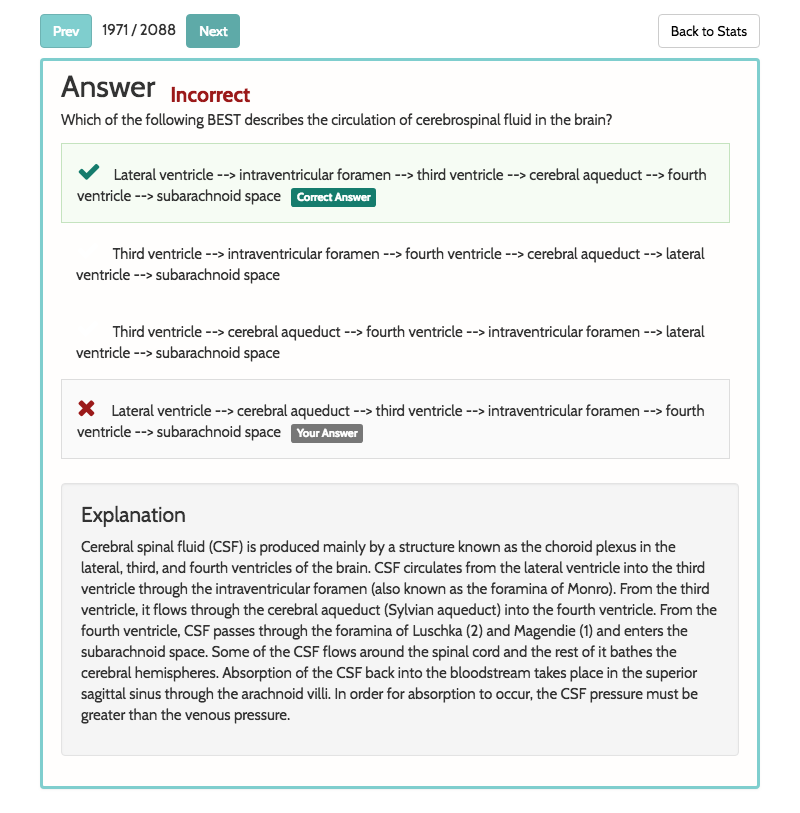 Prev 1971 / 2088 Next Back to Stats
Answer Incorrect
Which of the following BEST describes the circulation of cerebrospinal fluid in the brain?
Lateral ventricle --> intraventricular foramen --> third ventricle --> cerebral aqueduct --> fourth
ventricle --> subarachnoid space Correct Answer
Third ventricle --> intraventricular foramen --> fourth ventricle --> cerebral aqueduct --> lateral
ventricle --> subarachnoid space
Third ventricle --> cerebral aqueduct --> fourth ventricle --> intraventricular foramen --> lateral
ventricle --> subarachnoid space
Lateral ventricle --> cerebral aqueduct --> third ventricle --> intraventricular foramen --> fourth
ventricle --> subarachnoid space Your Answer
Explanation
Cerebral spinal fluid (CSF) is produced mainly by a structure known as the choroid plexus in the
lateral, third, and fourth ventricles of the brain. CSF circulates from the lateral ventricle into the third
ventricle through the intraventricular foramen (also known as the foramina of Monro). From the third
ventricle, it flows through the cerebral aqueduct (Sylvian aqueduct) into the fourth ventricle. From the
fourth ventricle, CSF passes through the foramina of Luschka (2) and Magendie (1) and enters the
subarachnoid space. Some of the CSF flows around the spinal cord and the rest of it bathes the
cerebral hemispheres. Absorption of the CSF back into the bloodstream takes place in the superior
sagittal sinus through the arachnoid villi. In order for absorption to occur, the CSF pressure must be
greater than the venous pressure.